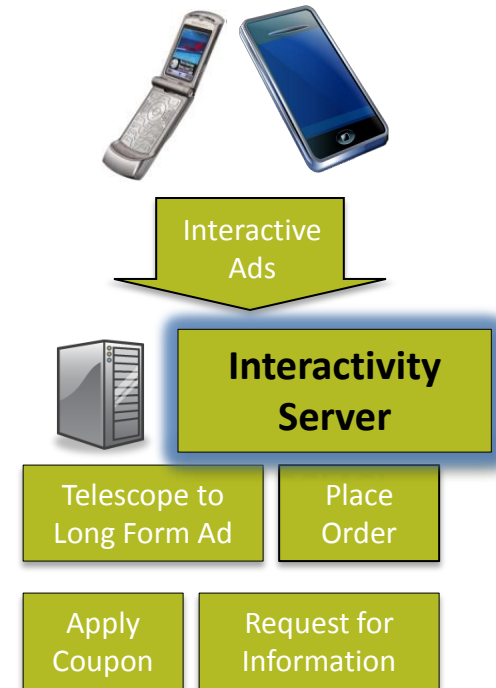 Interactive
Ads
Interactivity
Server
Telescope to
Long Form Ad
Place
Order
Apply
Coupon
Request for
Information